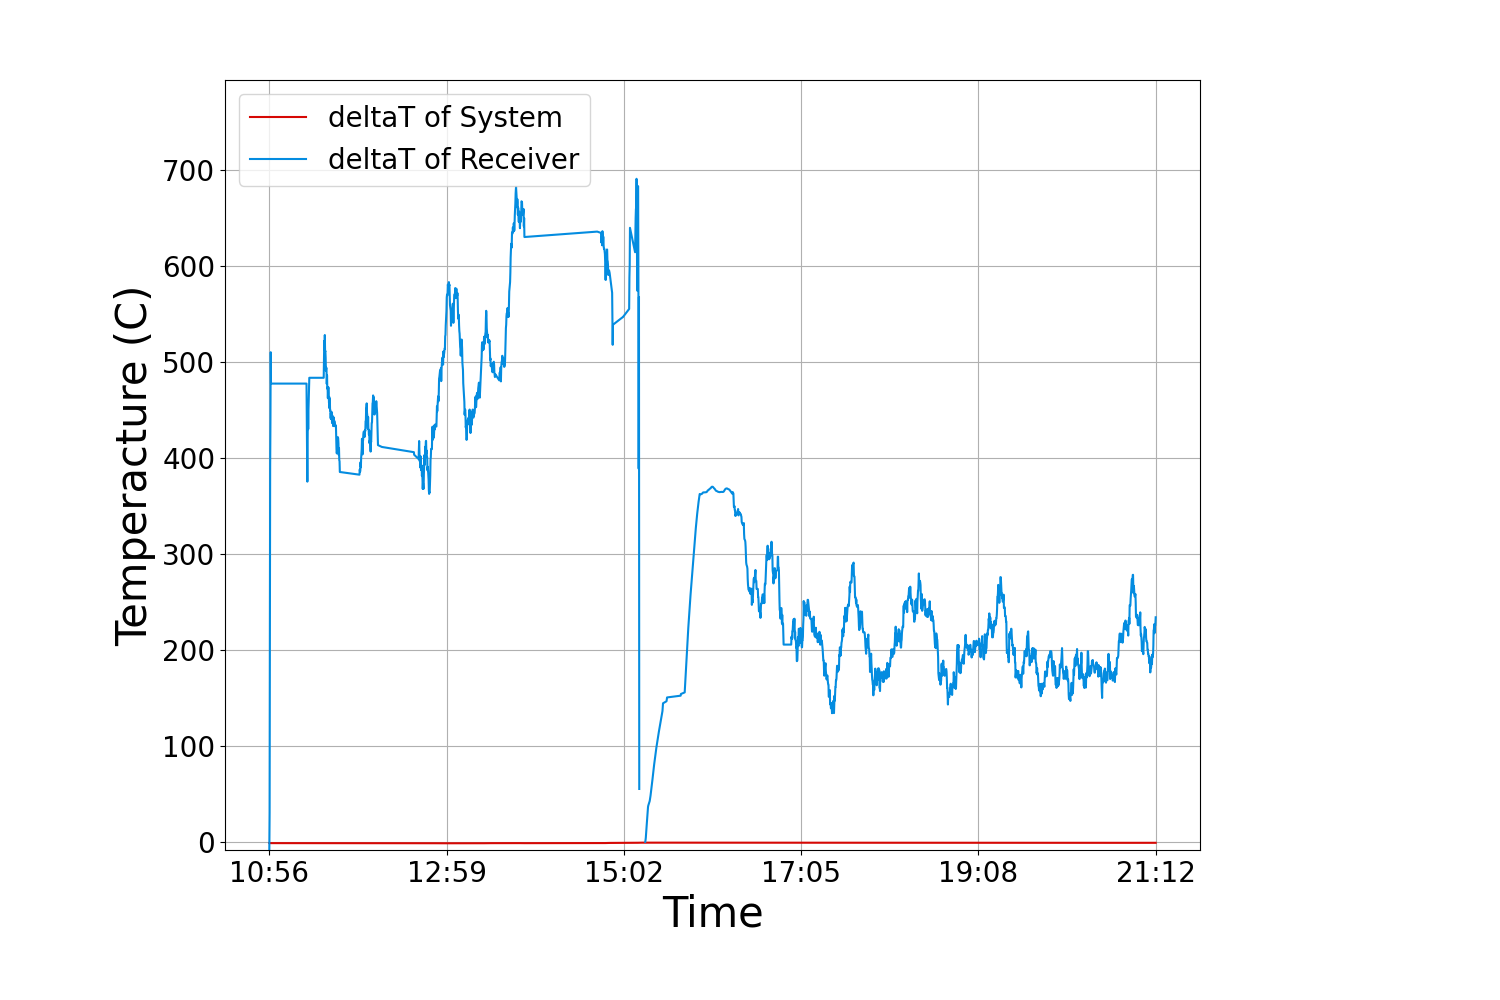 deltaT of System
deltaT of Receiver
700
600
500
400
300
200
100
0
Temperacture (C)
10:56 12:59 15:02 17:05 19:08 21:12
Time